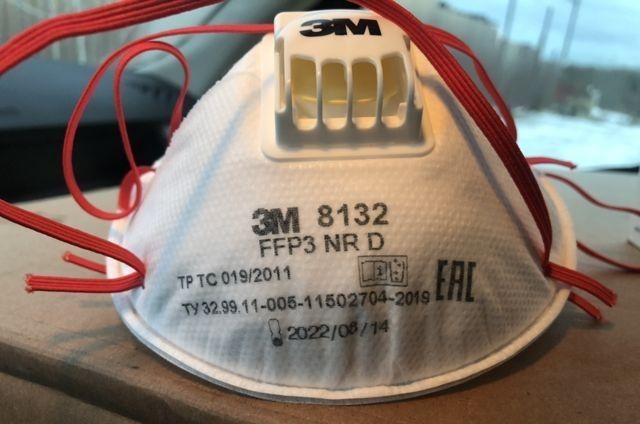 3M
3M 8132
FFP3 NR D
ТР ТС 019/2011
ТУ 32.99.11-005-11502704-2019 EAC
2022/08/14